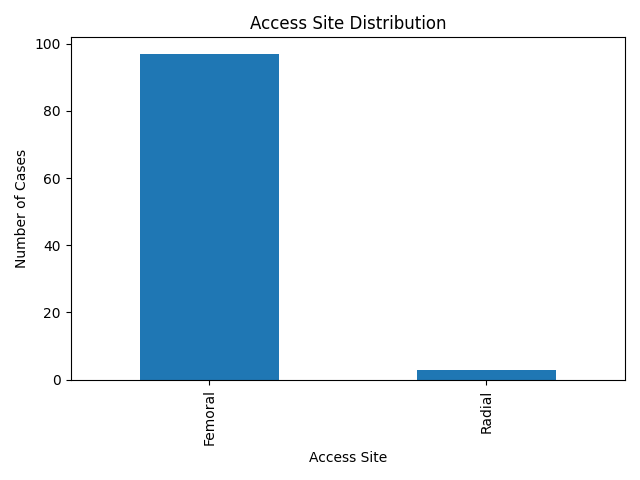 Access Site Distribution
Number of Cases
100
80
60
40
20
0
Femoral
Radial
Access Site